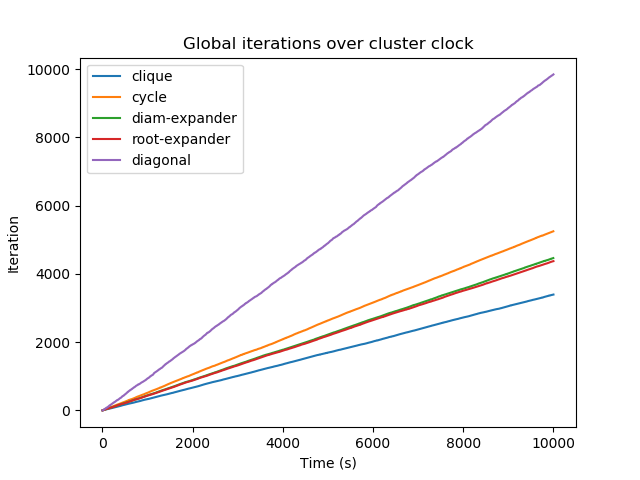 Global iterations over cluster clock
10000
8000
6000
4000
2000
0
Iteration
clique
cycle
diam-expander
root-expander
diagonal
0 2000 4000 6000 8000 10000
Time (s)